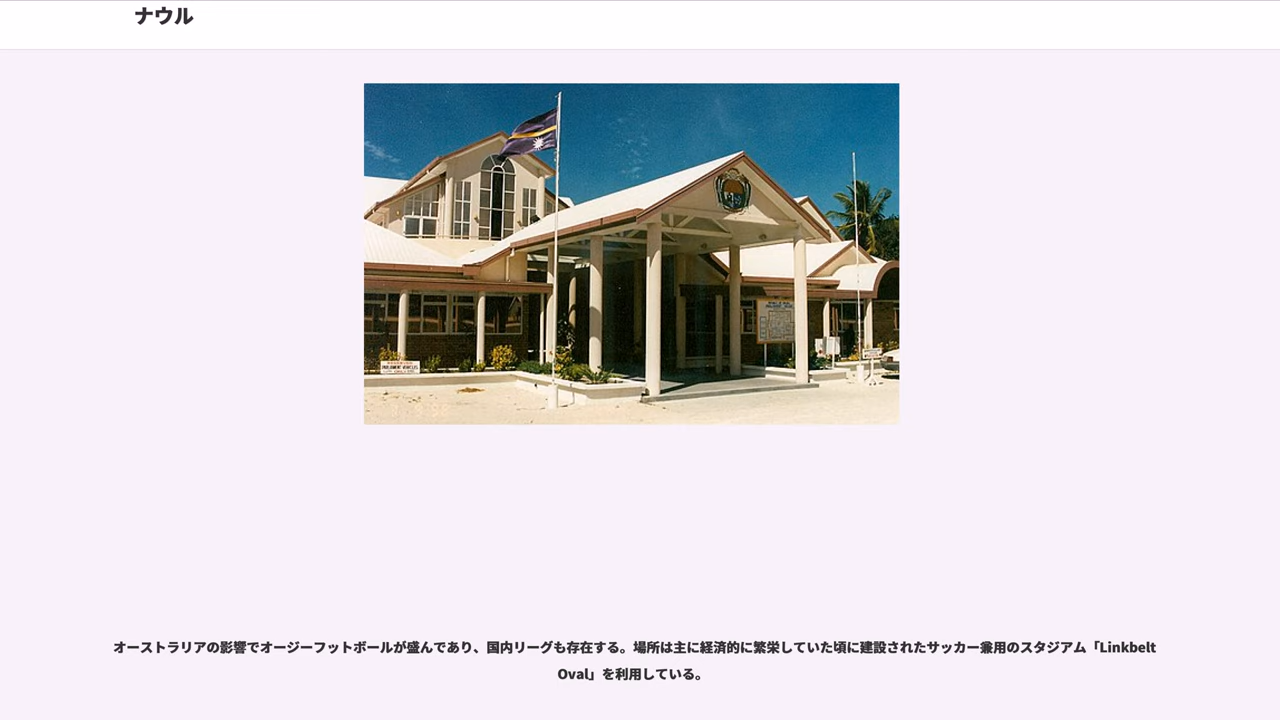 ナウル
オーストラリアの影響でオージーフットボールが盛んであり、国内リーグも存在する。場所は主に経済的に繁栄していた頃に建設されたサッカー兼用のスタジアム「Linkbelt
Oval」を利用している。